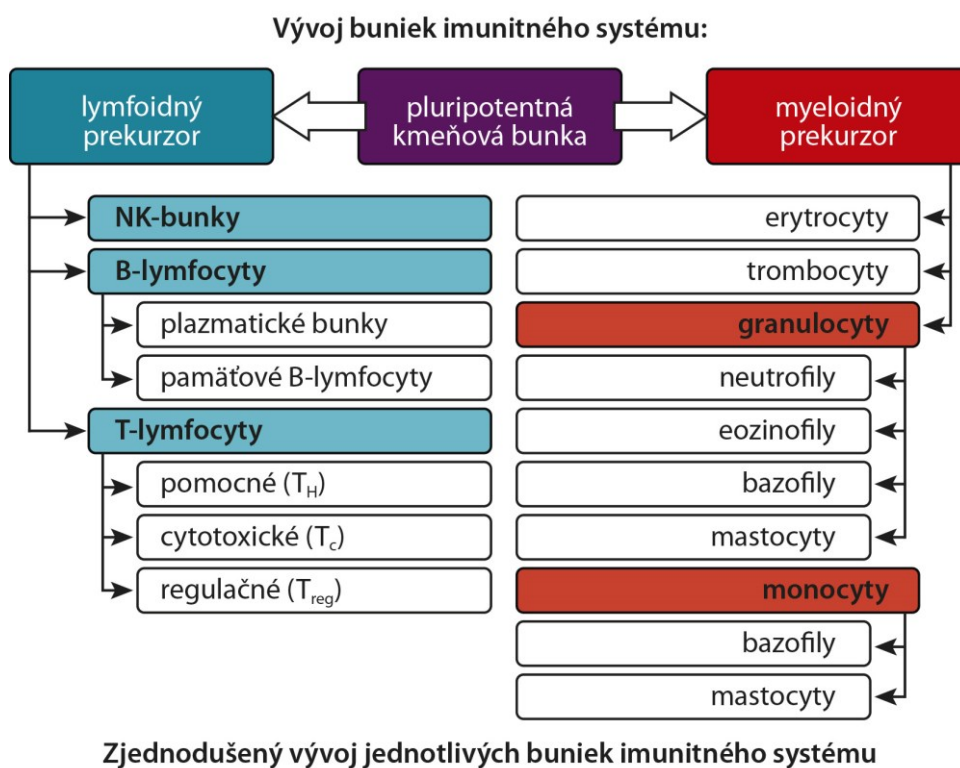 Vývoj buniek imunitného systému:
lymfoidný
prekurzor
pluripotentná
kmeňová bunka
myeloidný
prekurzor
NK-bunky
B-lymfocyty
plazmatické bunky
pamäťové B-lymfocyty
T-lymfocyty
pomocné (TH)
cytotoxické (Tc)
regulačné (Treg)
erytrocyty
trombocyty
granulocyty
neutrofily
eozinofily
bazofily
mastocyty
monocyty
bazofily
mastocyty
Zjednodušený vývoj jednotlivých buniek imunitného systému